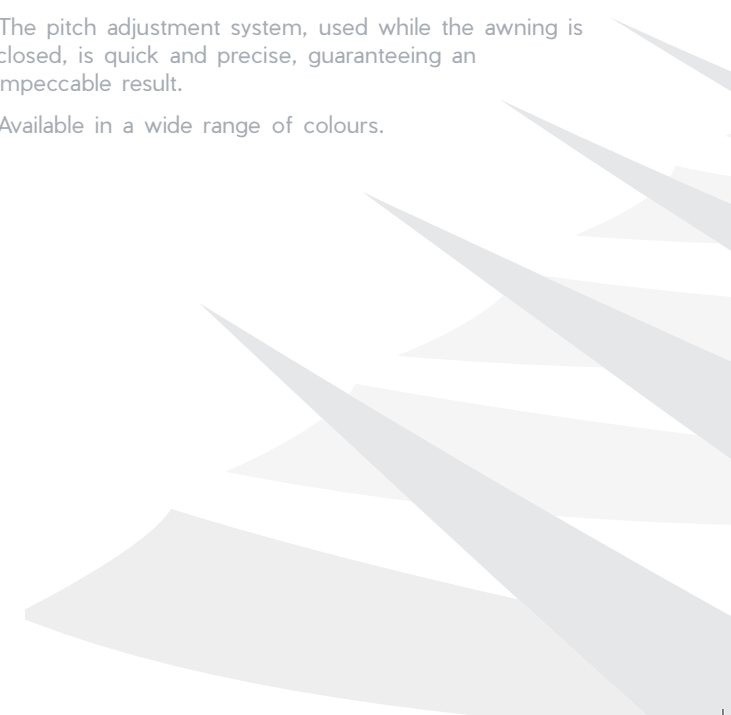 The pitch adjustment system, used while the awning is
closed, is quick and precise, guaranteeing an
mpeccable result.
Available in a wide range of colours.